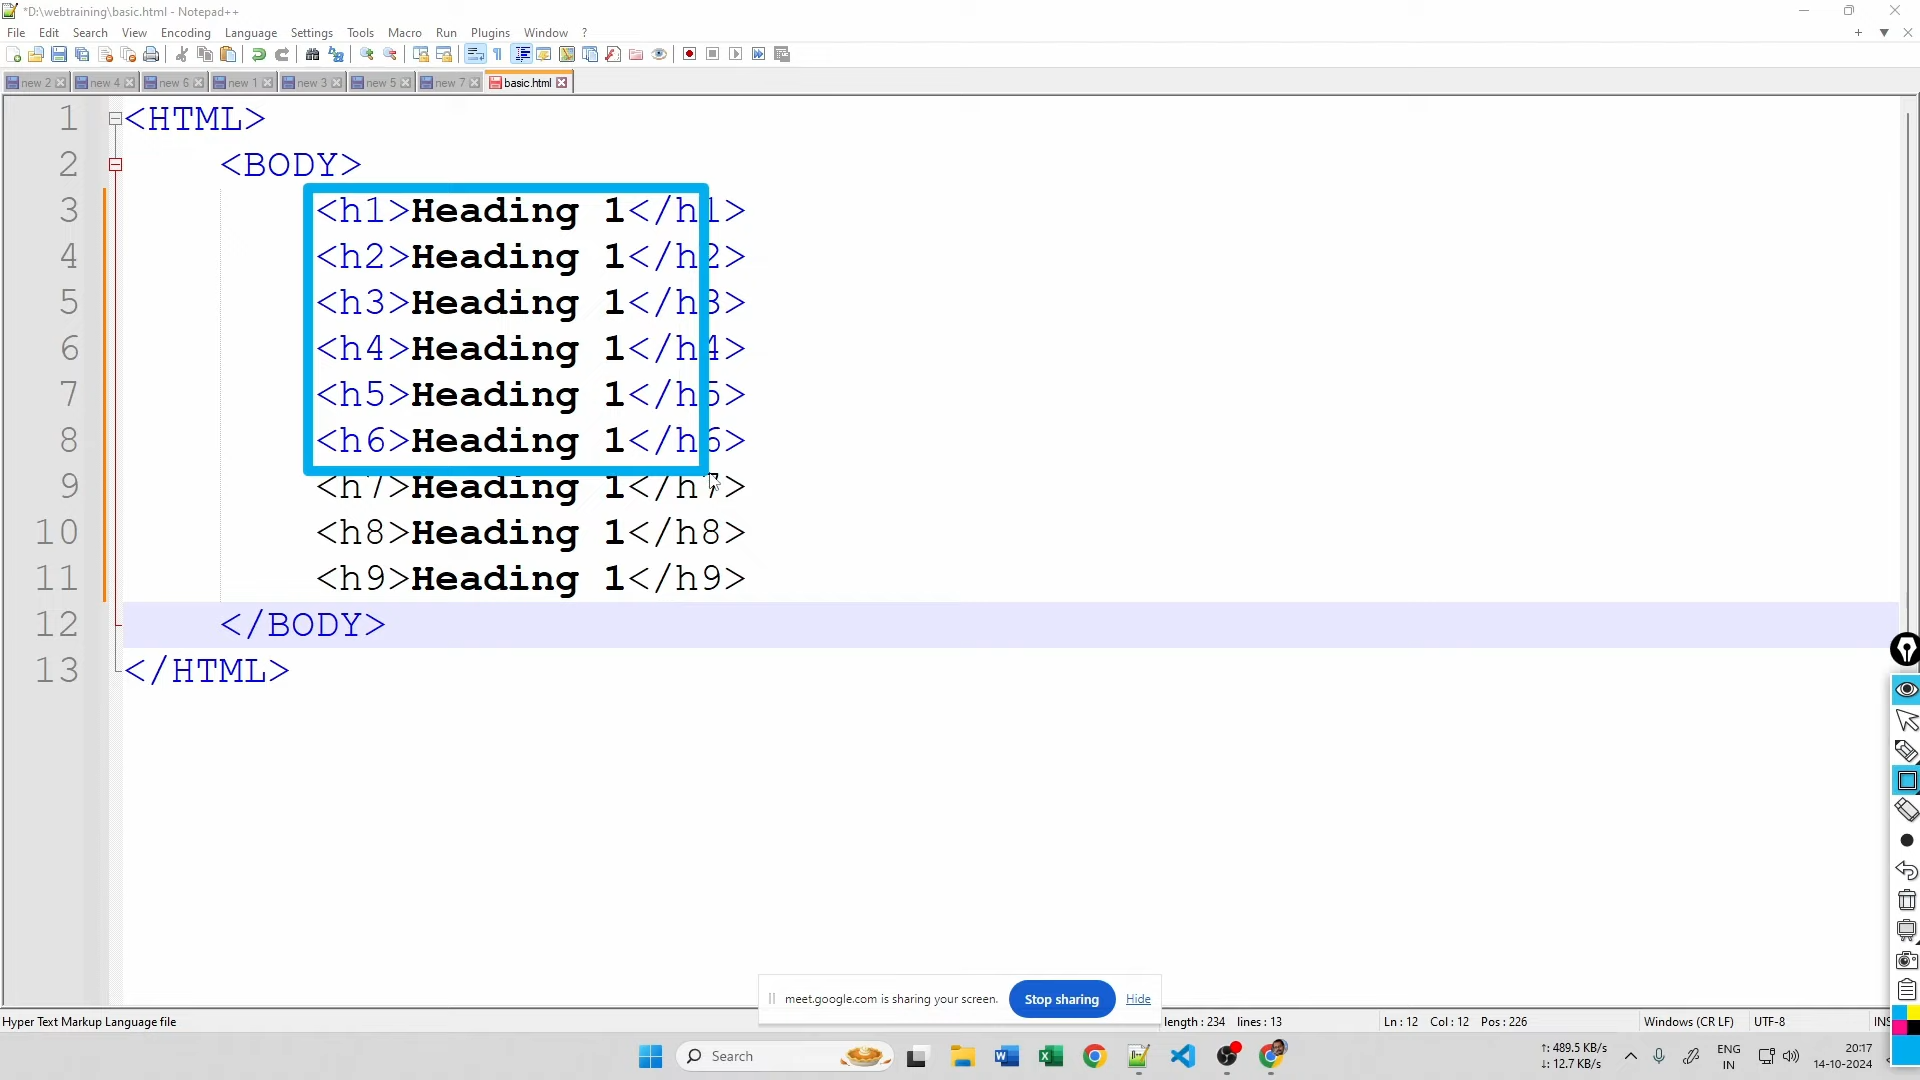 *D:\webtraining\basic.html - Notepad++
File Edit Search View Encoding Language Settings Tools Macro Run Plugins Window ?
new 2 new 4 new 6 new 1 new 3 new 5 new 7 basic.html
1 <HTML>
2 <BODY>
3 <h1>Heading 1</h1>
4 <h2>Heading 1</h2>
5 <h3>Heading 1</h3>
6 <h4>Heading 1</h4>
7 <h5>Heading 1</h5>
8 <h6>Heading 1</h6>
9 <h7>Heading 1</h7>
10 <h8>Heading 1</h8>
11 <h9>Heading 1</h9>
12 </BODY>
13 </HTML>
meet.google.com is sharing your screen. Stop sharing Hide
Hyper Text Markup Language file length : 234 lines : 13 Ln : 12 Col : 12 Pos : 226 Windows (CR LF) UTF-8 INS
Search
↑: 489.5 KB/s
↓: 12.7 KB/s
ENG
IN
20:17
14-10-2024